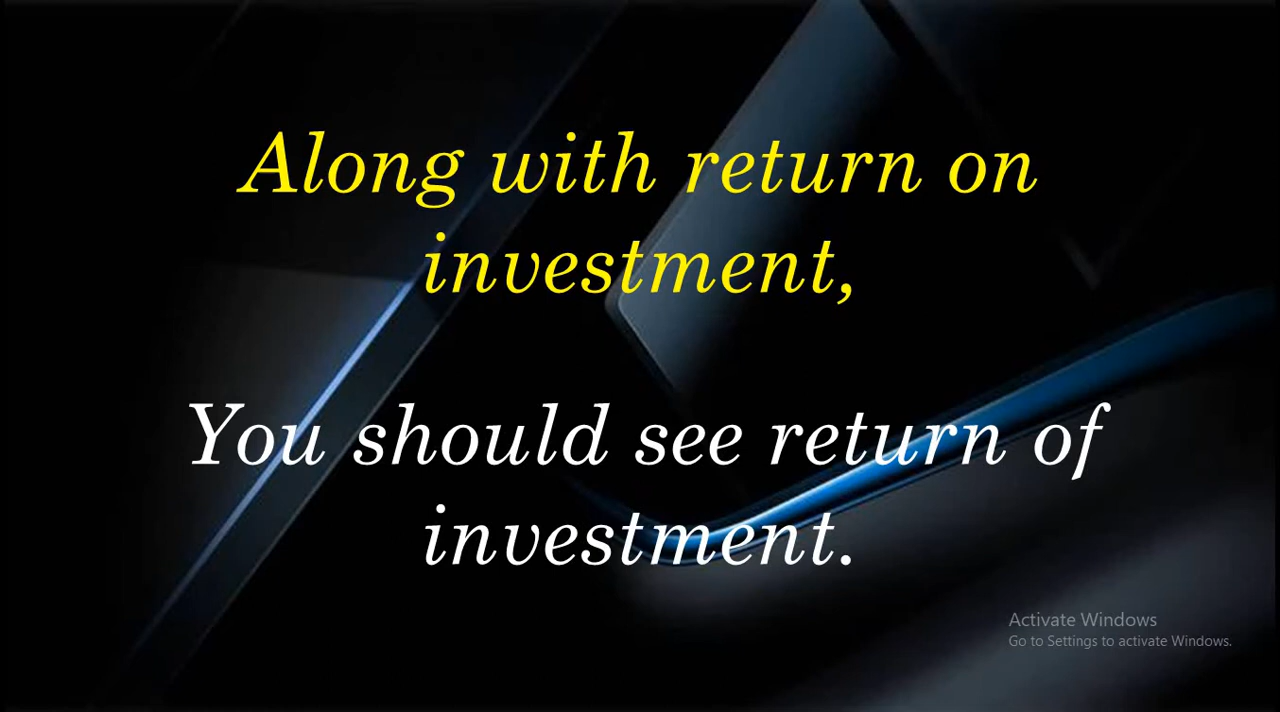 Along with return on
investment,
You should see return of
investment.
Activate Windows
Go to Settings to activate Windows.